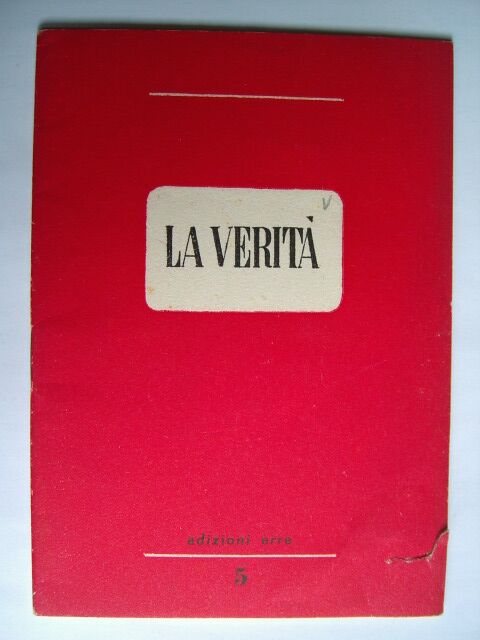 V
LA VERITÀ
edizioni erre
5